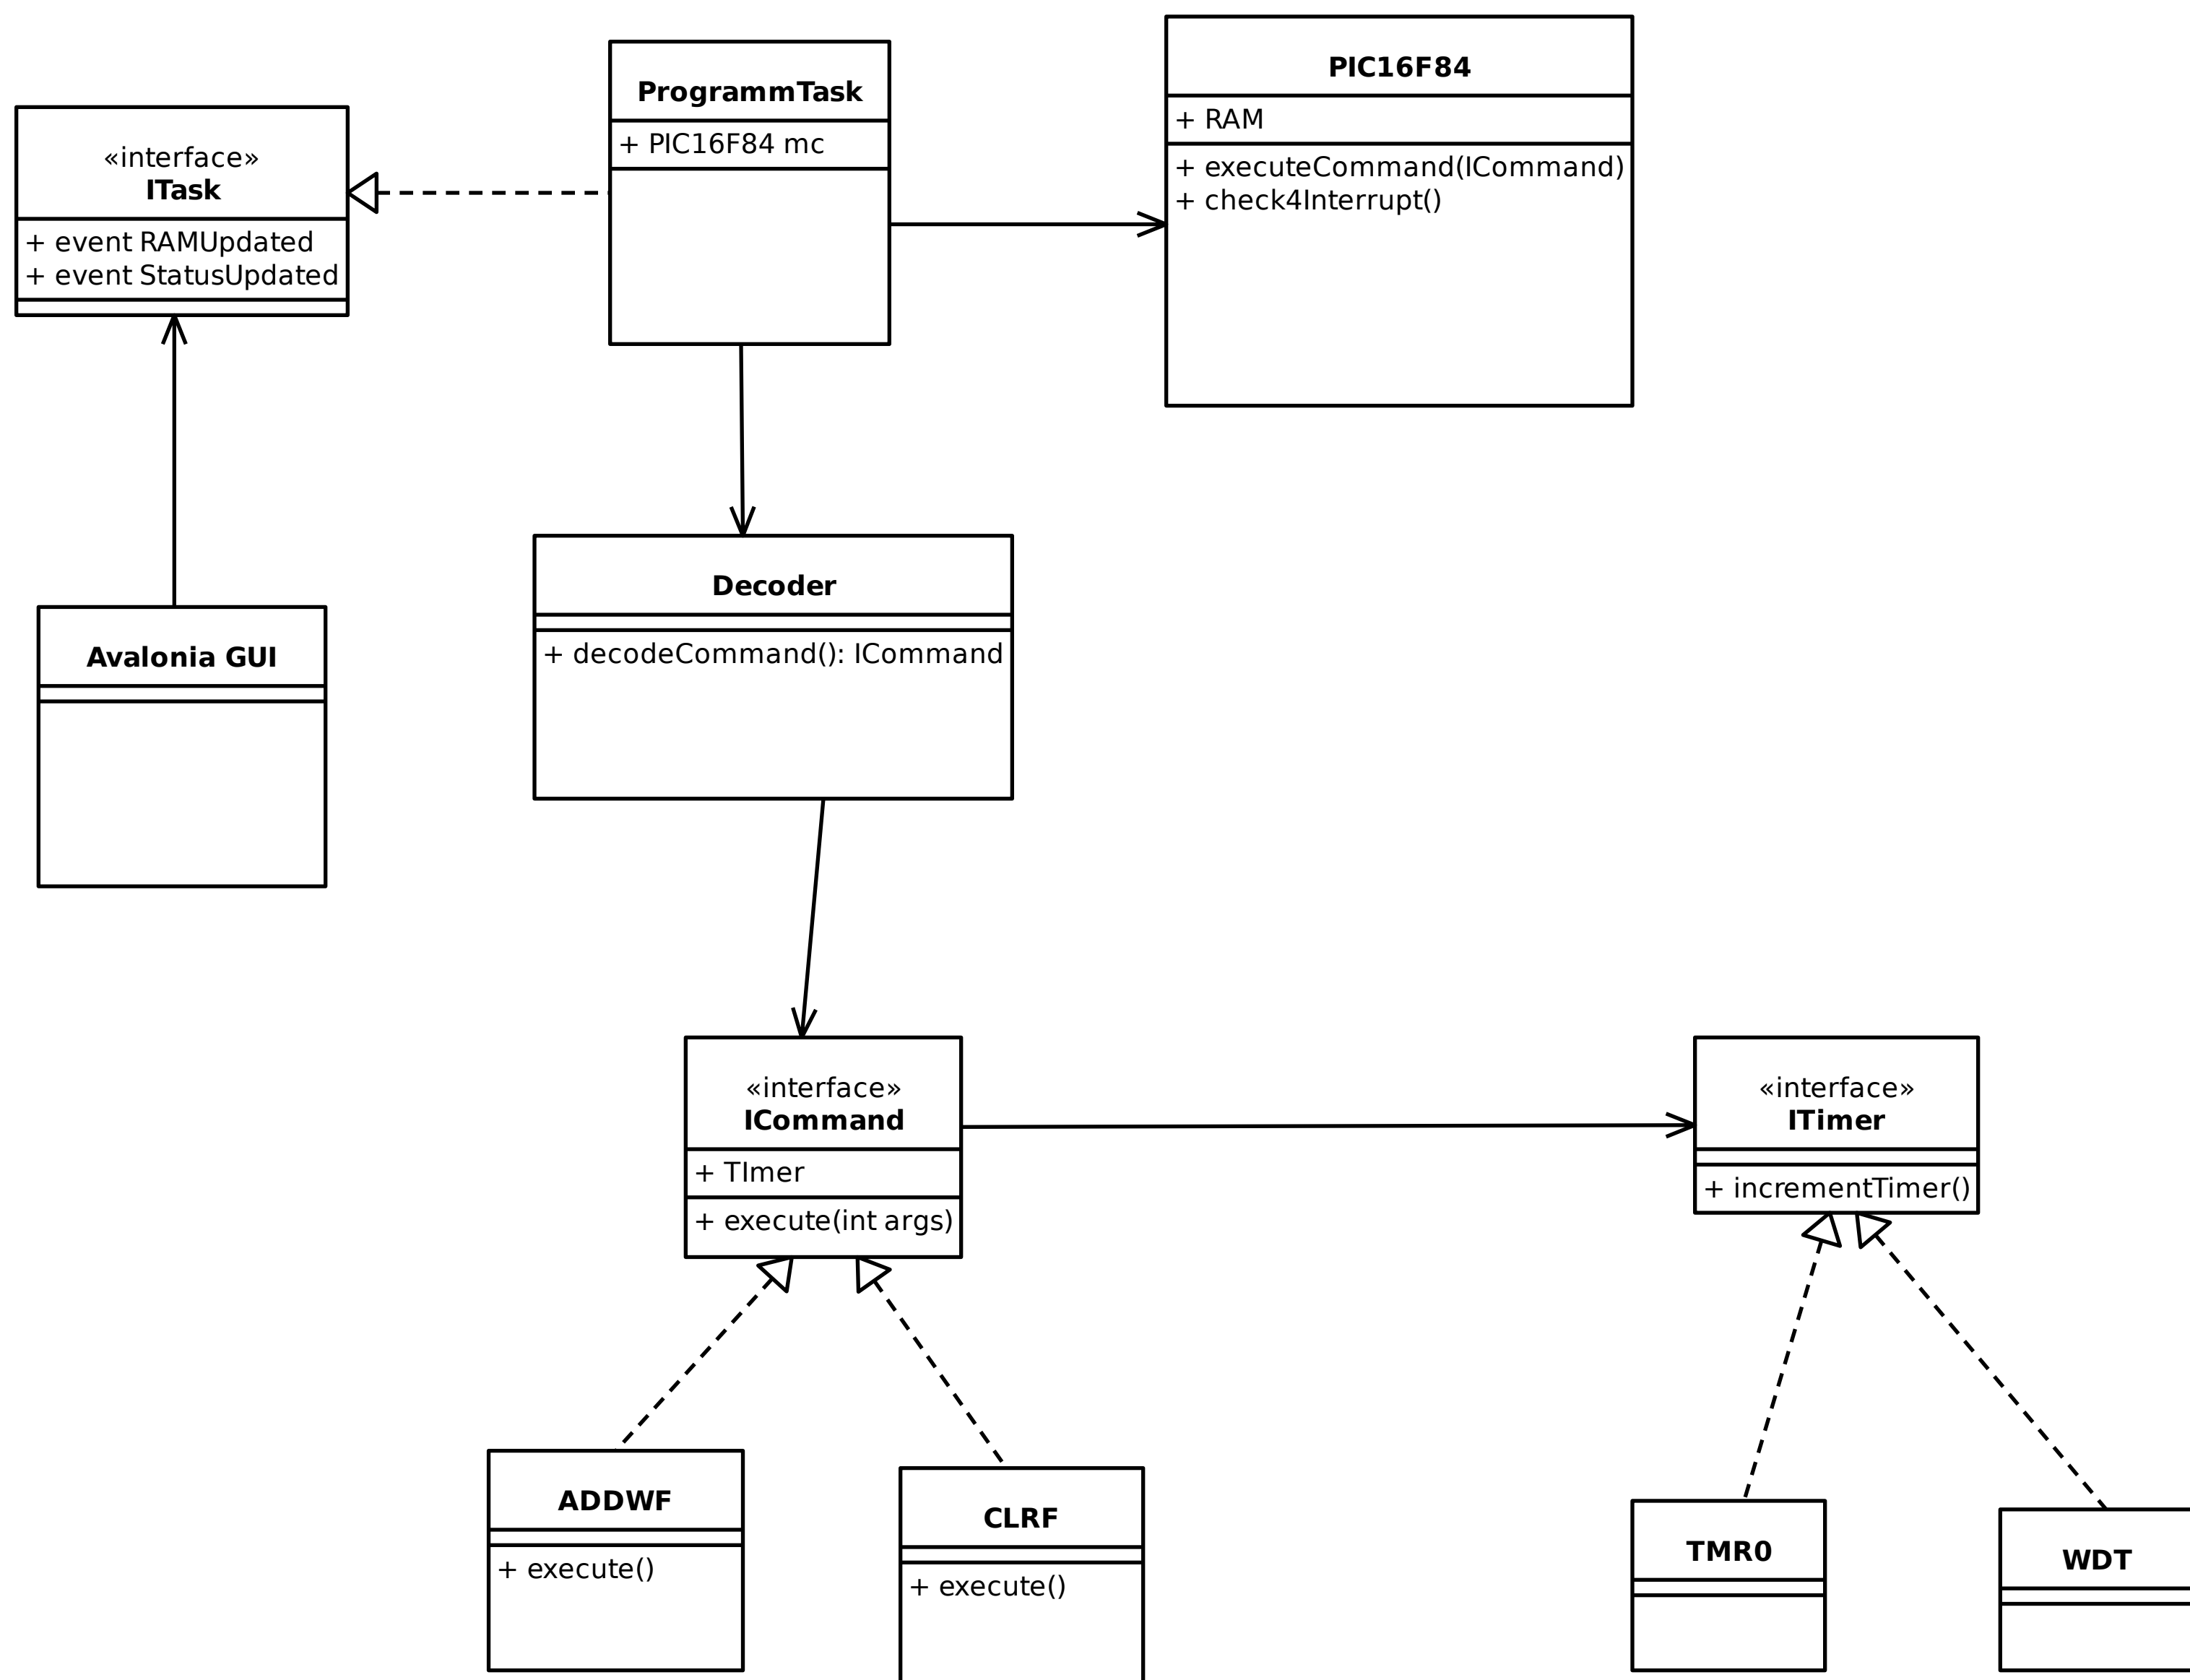 «interface»
ITask
+ event RAMUpdated
+ event StatusUpdated
ProgrammTask
+ PIC16F84 mc
PIC16F84
+ RAM
+ executeCommand(ICommand)
+ check4Interrupt()
Avalonia GUI
Decoder
+ decodeCommand(): ICommand
«interface»
ICommand
+ TImer
+ execute(int args)
«interface»
ITimer
+ incrementTimer()
ADDWF
+ execute()
CLRF
+ execute()
TMR0
WDT